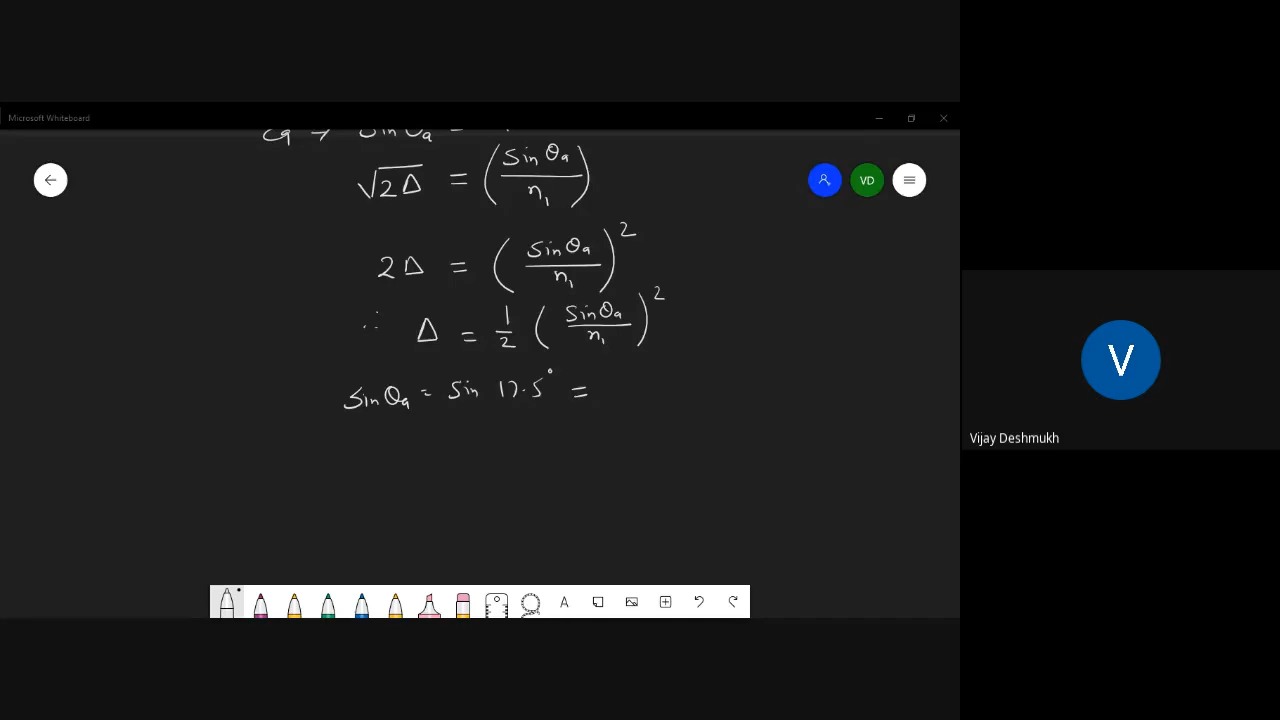 Microsoft Whiteboard
→ Sinθa =
√2Δ = (Sinθa / n₁)
VD
2Δ = (Sinθa / n₁)²
∴ Δ = 1/2 (Sinθa / n₁)²
Sinθa = Sin 17.5° =
V
Vijay Deshmukh
A